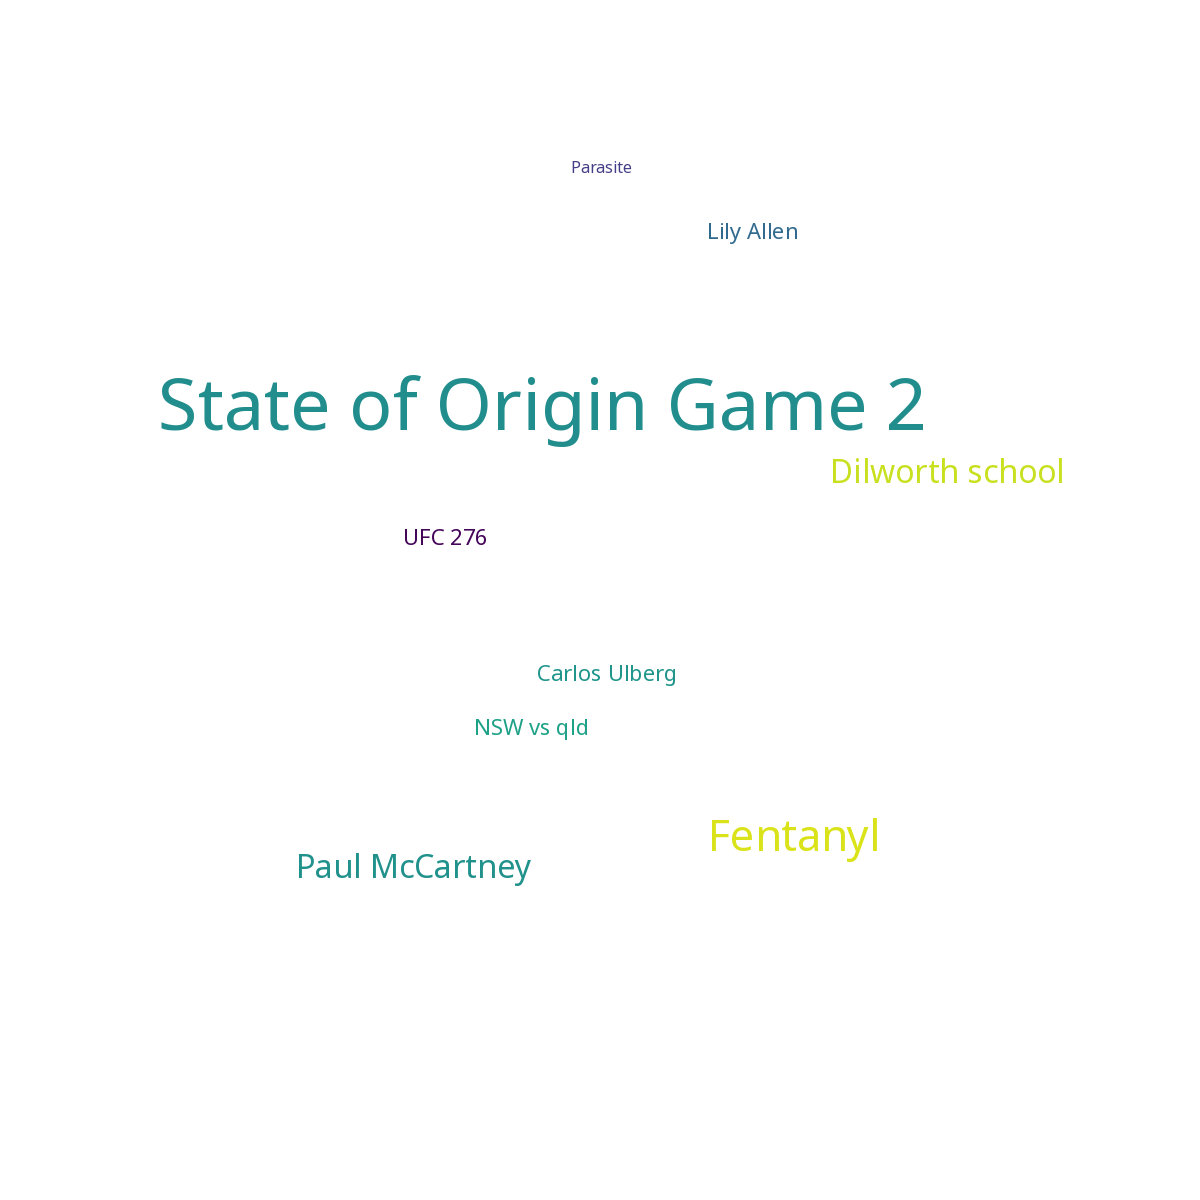 Parasite
Lily Allen
State of Origin Game 2
Dilworth school
UFC 276
Carlos Ulberg
NSW vs qld
Fentanyl
Paul McCartney